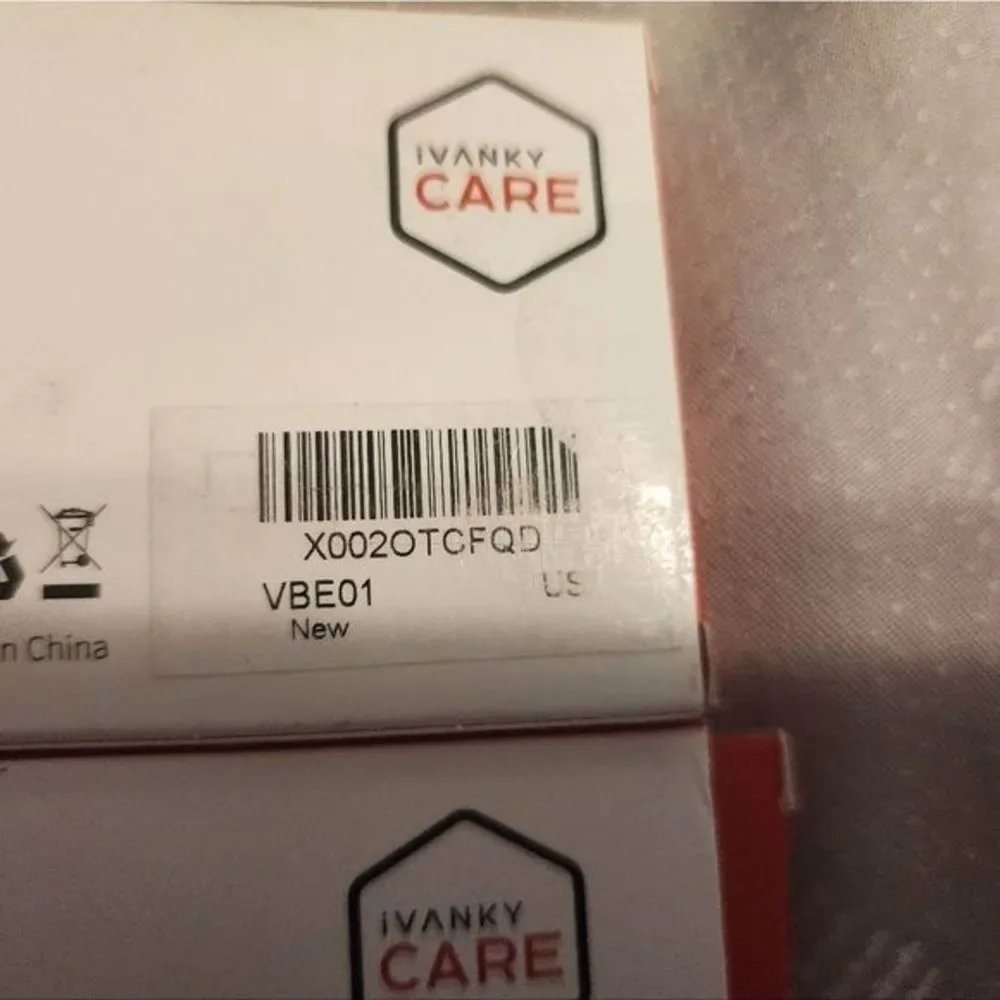 iVANKY
CARE
X002OTCFQD
VBE01 US
New
n China
iVANKY
CARE